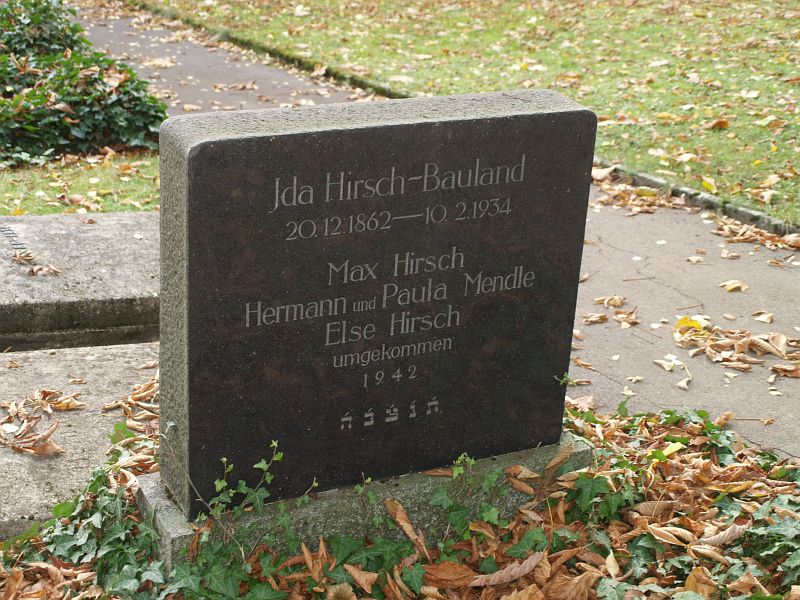 Jda Hirsch-Bauland
20.12.1862—10.2.1934
Max Hirsch
Hermann und Paula Mendle
Else Hirsch
umgekommen
1942
ת נ צ ב ה